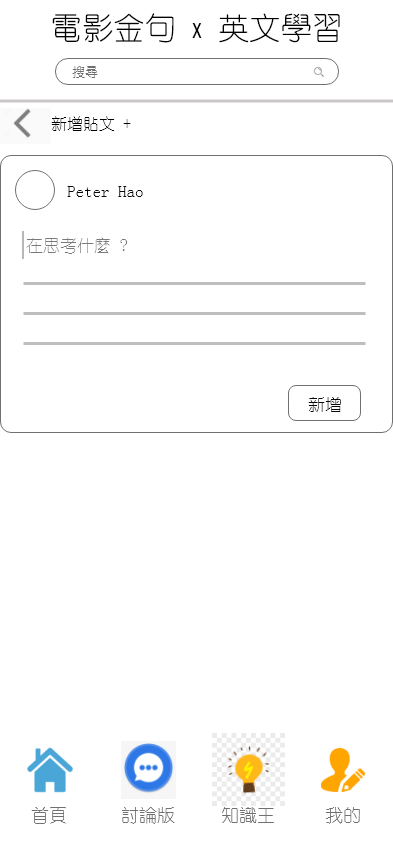 電影金句 x 英文學習
搜尋
新增貼文 +
Peter Hao
在思考什麼 ?
新增
首頁 討論版 知識王 我的